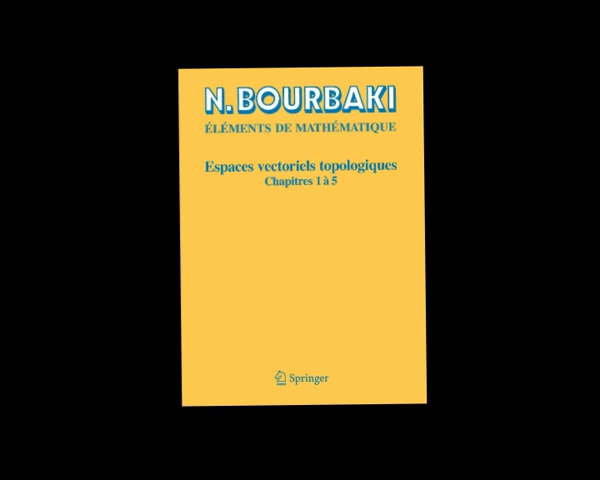 N. BOURBAKI
ÉLÉMENTS DE MATHÉMATIQUE
Espaces vectoriels topologiques
Chapitres 1 à 5
Springer